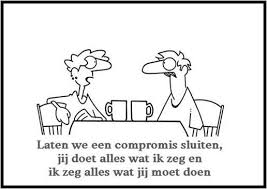 Laten we een compromis sluiten,
jij doet alles wat ik zeg en
ik zeg alles wat jij moet doen